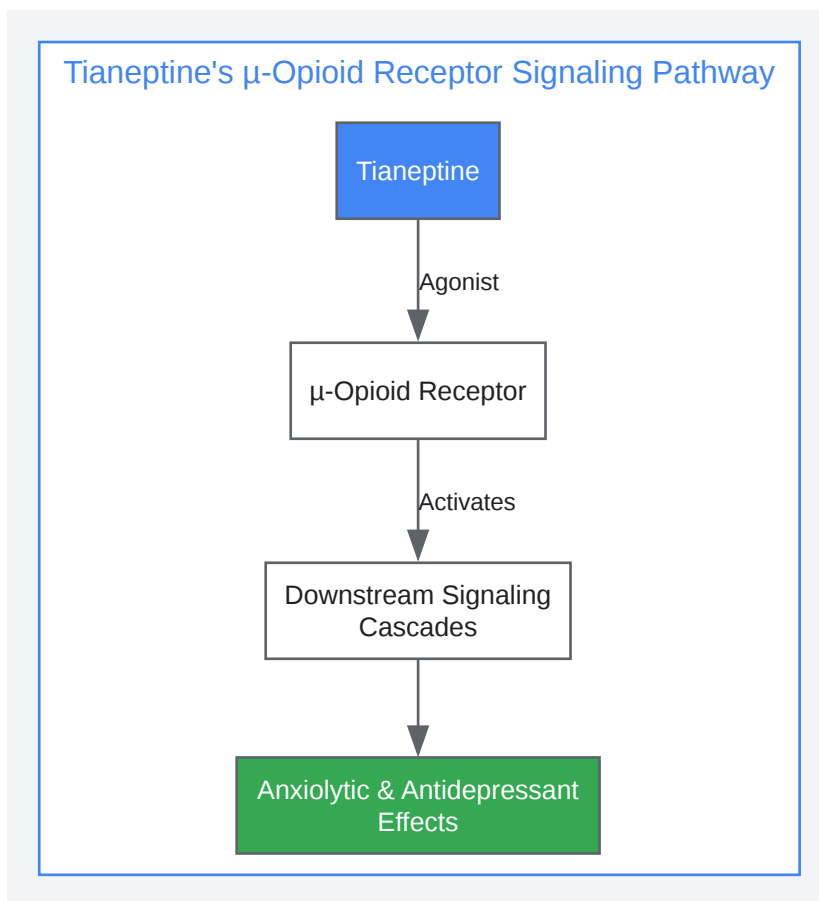 Tianeptine's µ-Opioid Receptor Signaling Pathway
Tianeptine
Agonist
µ-Opioid Receptor
Activates
Downstream Signaling
Cascades
Anxiolytic & Antidepressant
Effects